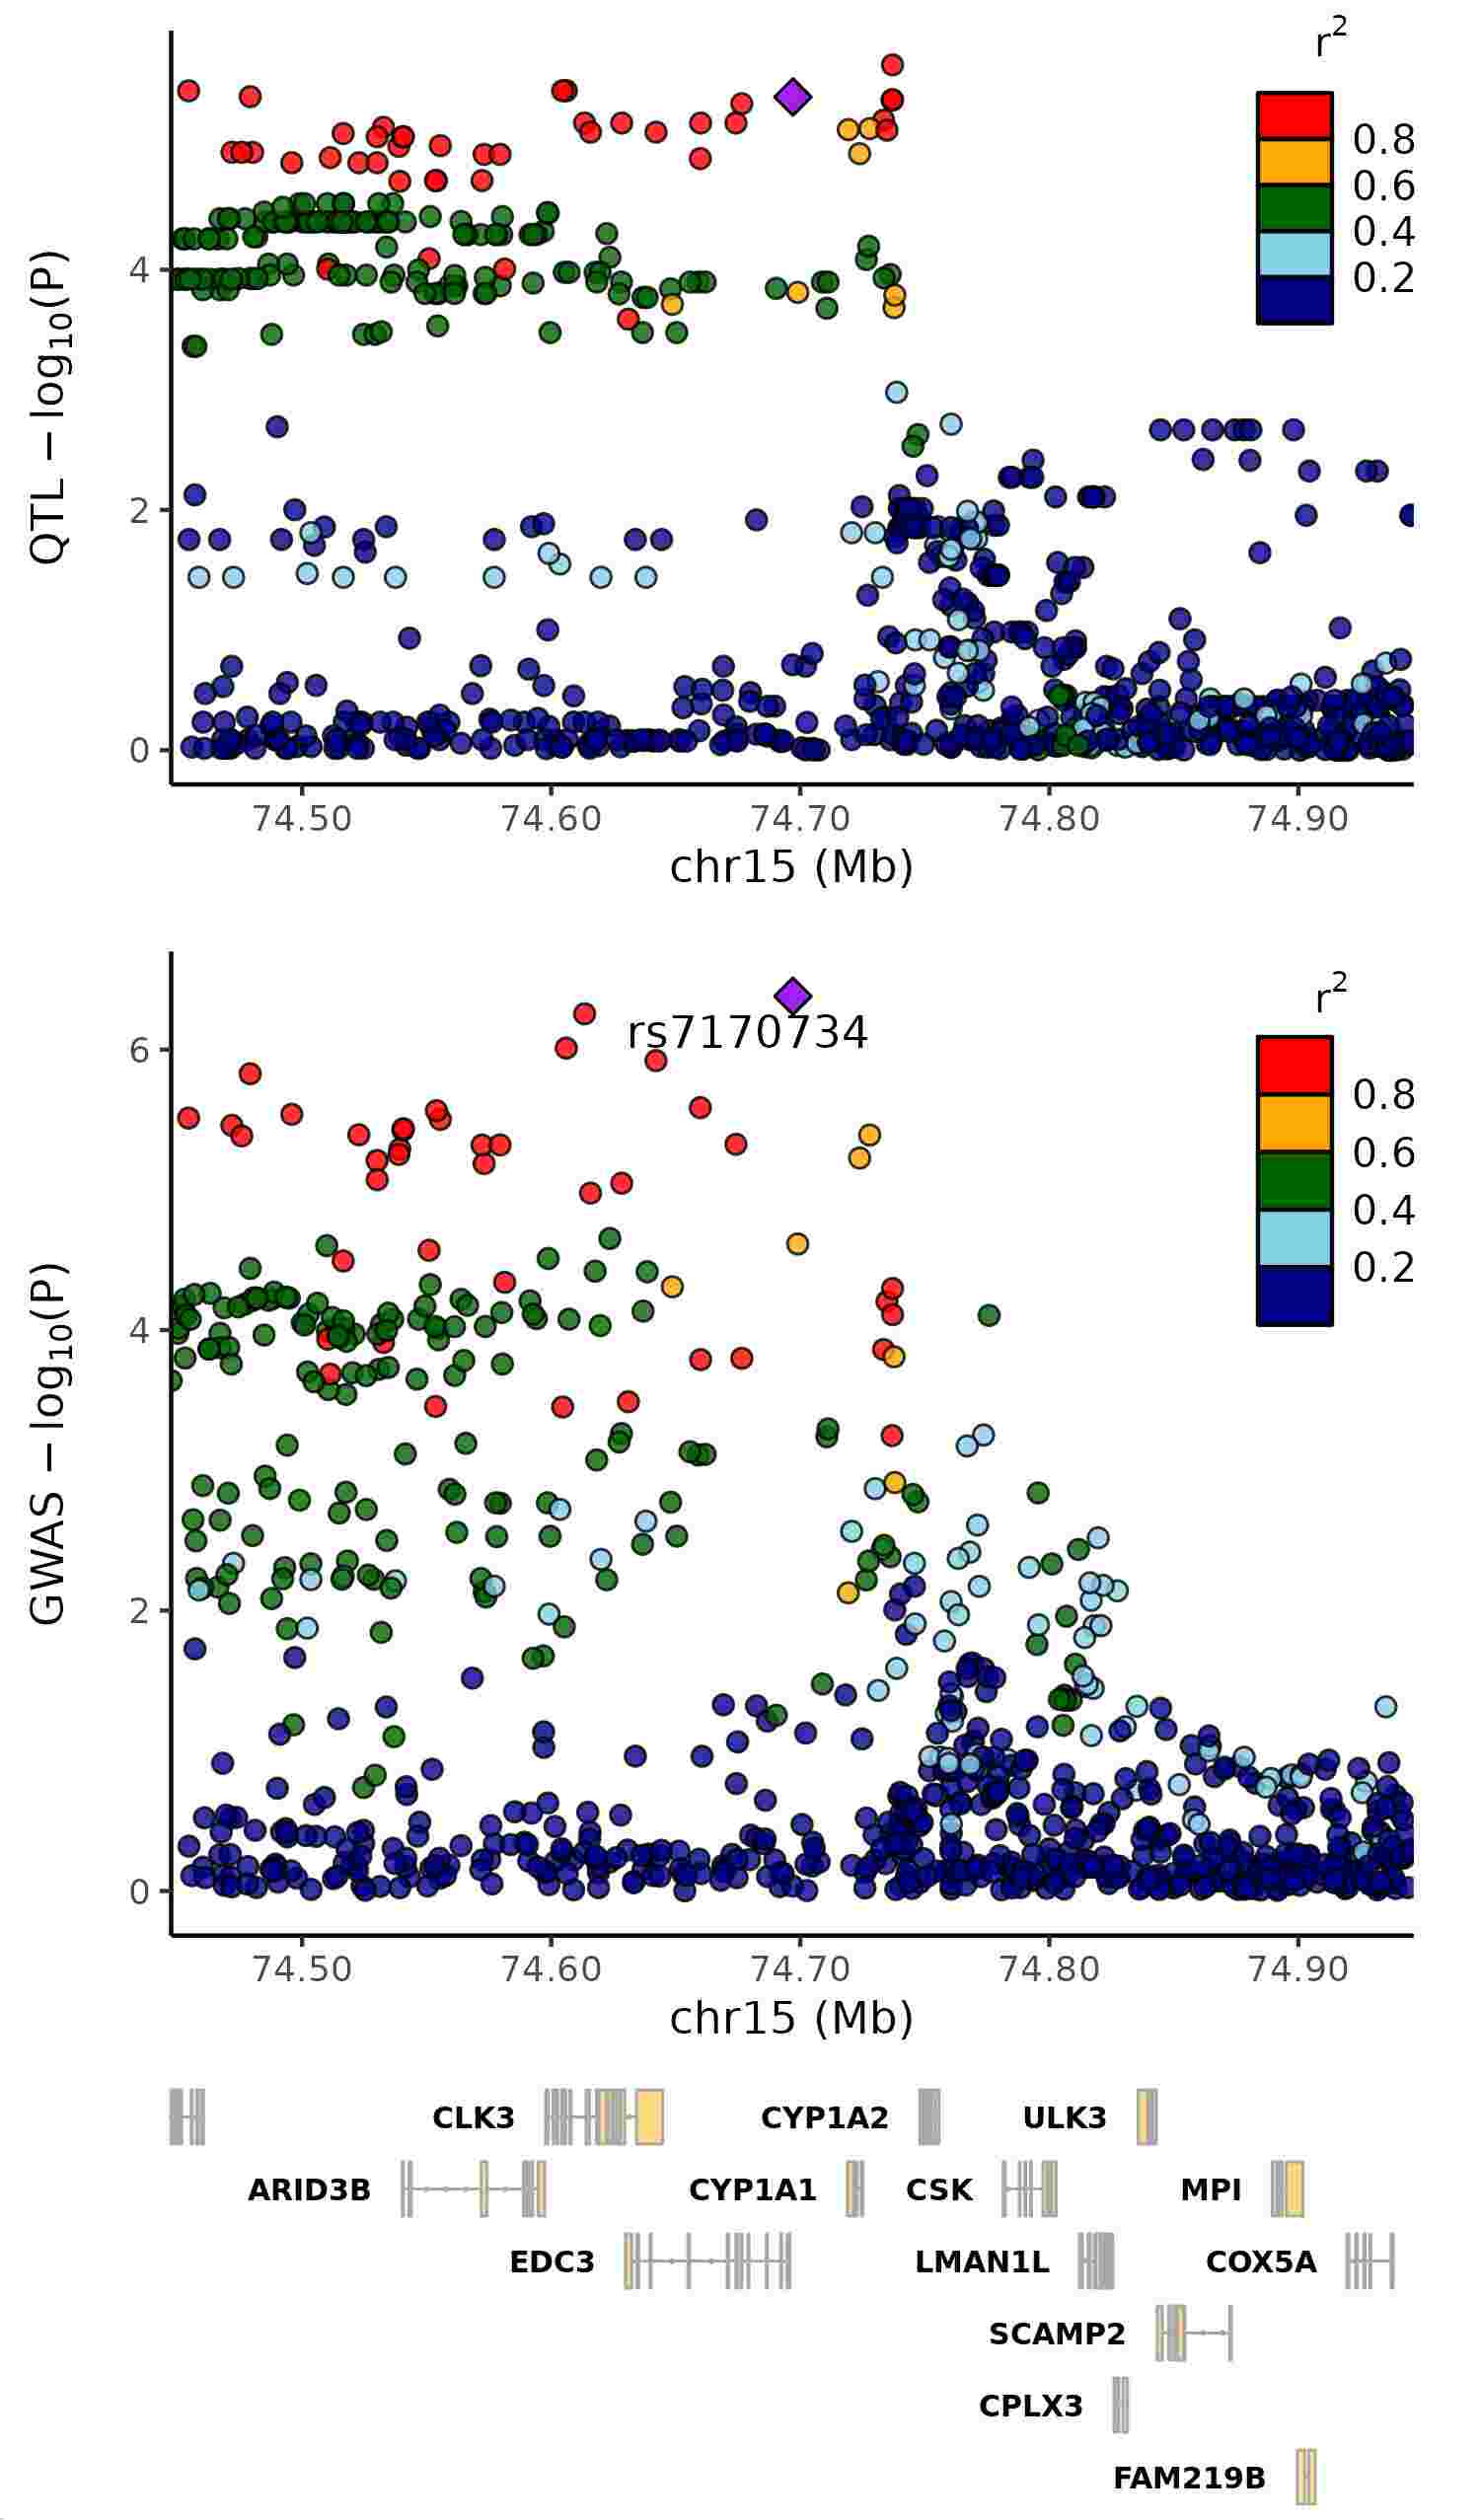 r²
0.8
0.6
0.4
0.2
QTL − log₁₀(P)
4
2
0
74.50 74.60 74.70 74.80 74.90
chr15 (Mb)
rs7170734
r²
0.8
0.6
0.4
0.2
GWAS − log₁₀(P)
6
4
2
0
74.50 74.60 74.70 74.80 74.90
chr15 (Mb)
CLK3 CYP1A2 ULK3
ARID3B CYP1A1 CSK MPI
EDC3 LMAN1L COX5A
SCAMP2
CPLX3
FAM219B